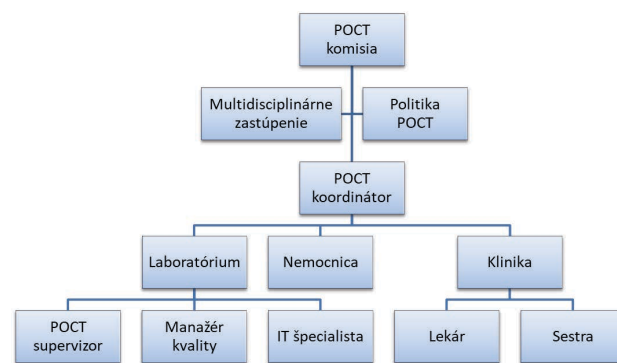 POCT
komisia
Multidisciplinárne
zastúpenie
Politika
POCT
POCT
koordinátor
Laboratórium
Nemocnica
Klinika
POCT
supervizor
Manažér
kvality
IT špecialista
Lekár
Sestra